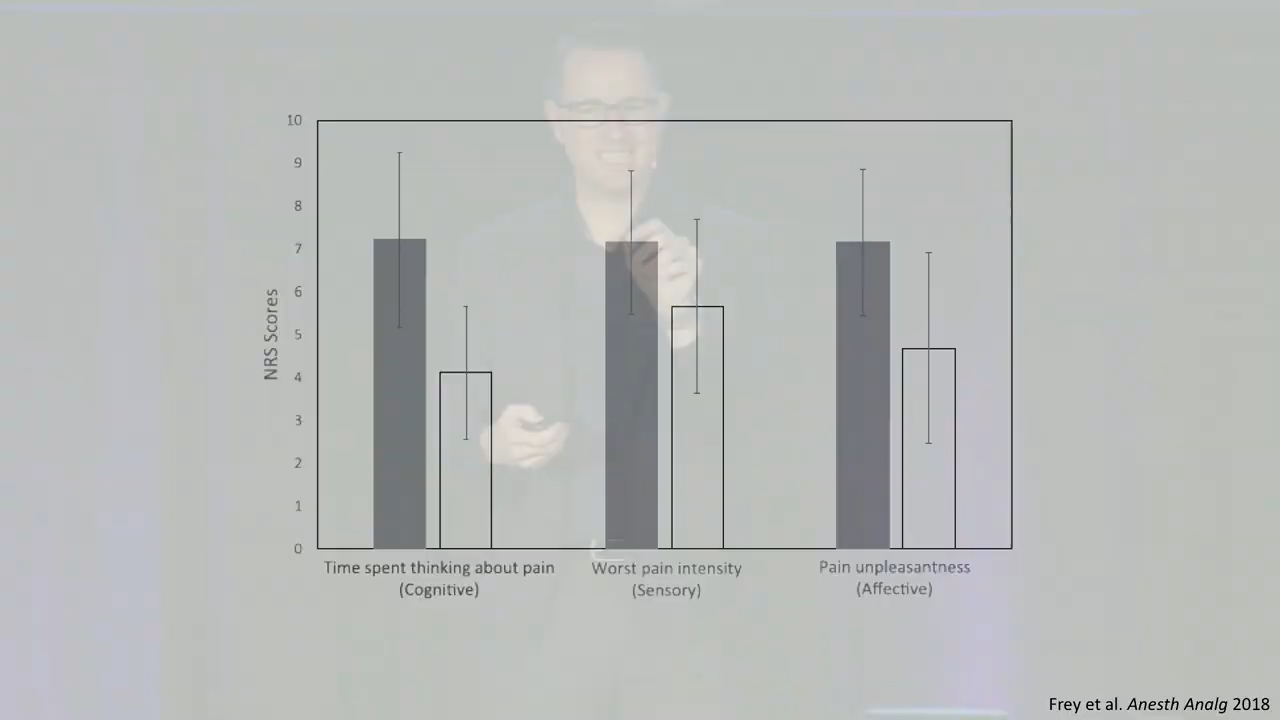 10
9
8
7
6
5
4
3
2
1
0
NRS Scores
Time spent thinking about pain
(Cognitive)
Worst pain intensity
(Sensory)
Pain unpleasantness
(Affective)
Frey et al. Anesth Analg 2018